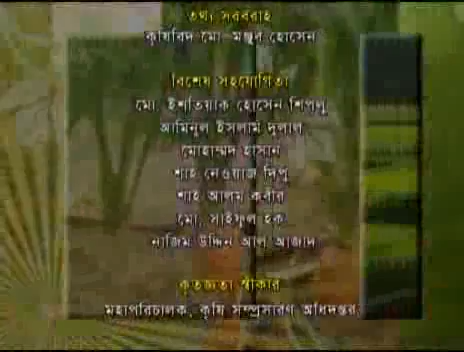 তথ্য সরবরাহ
কৃষিবিদ মো. মঞ্জুর হোসেন
বিশেষ সহযোগিতা
মো. ইশতিয়াক হোসেন শিপলু
আমিনুল ইসলাম দুলাল
মোহাম্মদ হাসান
শাহ নেওয়াজ দিপু
শাহ আলম কবীর
মো. সাইফুল হক
নাজিম উদ্দিন আল আজাদ
কৃতজ্ঞতা স্বীকার
মহাপরিচালক, কৃষি সম্প্রসারণ অধিদপ্তর